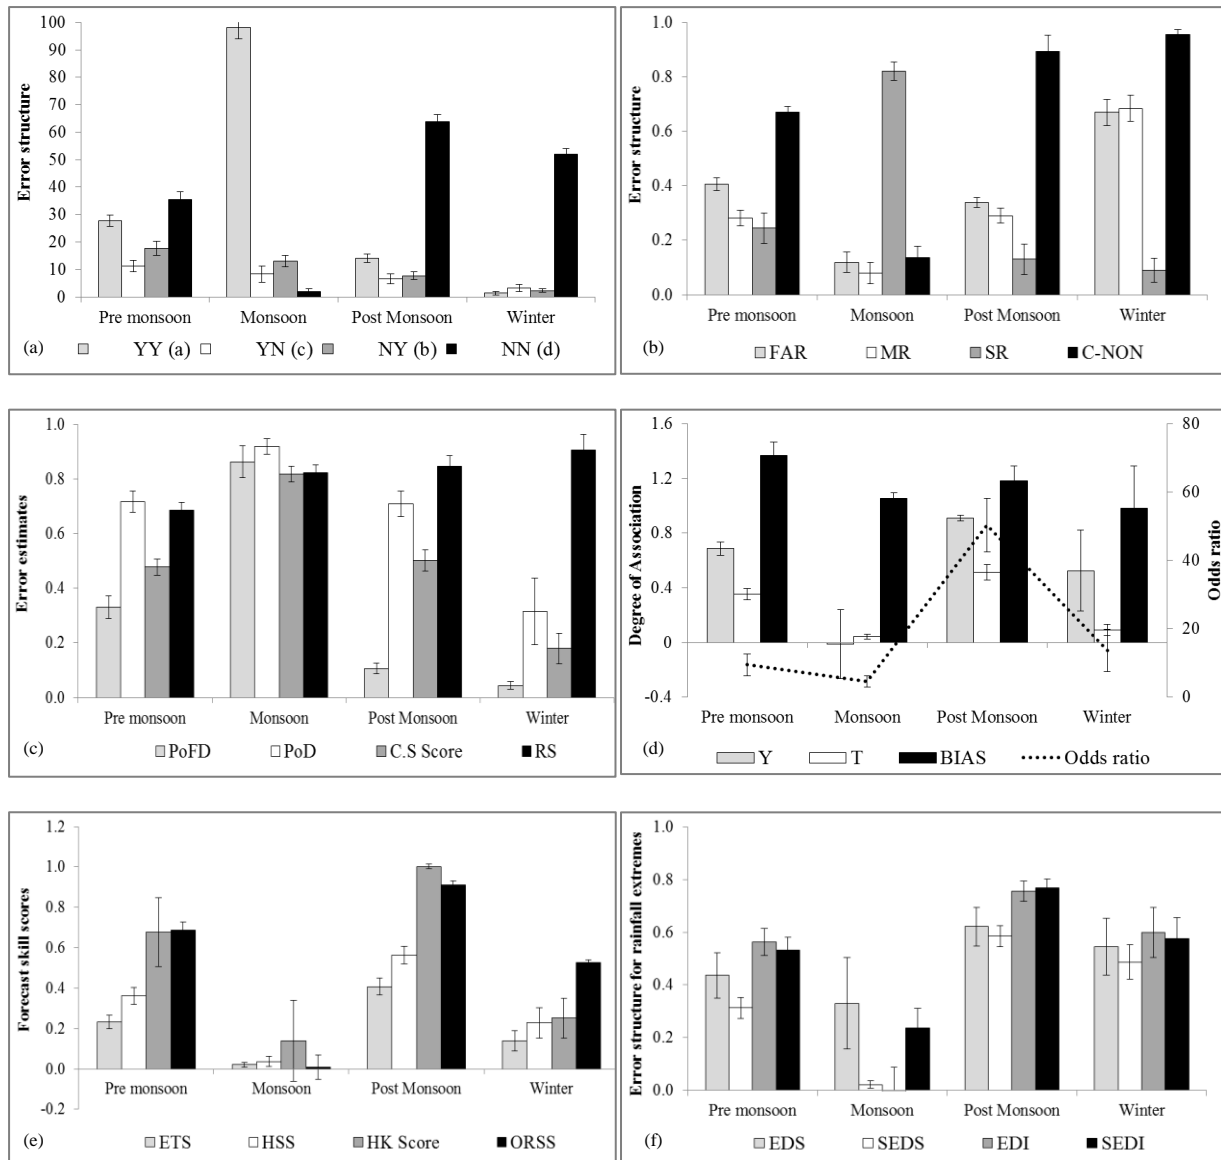 Error structure
100
90
80
70
60
50
40
30
20
10
0
Pre monsoon Monsoon Post Monsoon Winter
(a) YY (a) YN (c) NY (b) NN (d)
Error structure
1.0
0.8
0.6
0.4
0.2
0.0
Pre monsoon Monsoon Post Monsoon Winter
(b) FAR MR SR C-NON
Error estimates
1.0
0.8
0.6
0.4
0.2
0.0
Pre monsoon Monsoon Post Monsoon Winter
(c) PoFD PoD C.S Score RS
Degree of Association
1.6
1.2
0.8
0.4
0
-0.4
80
60
40
20
0
Odds ratio
Pre monsoon Monsoon Post Monsoon Winter
(d) Y T BIAS Odds ratio
Forecast skill scores
1.2
1.0
0.8
0.6
0.4
0.2
0.0
-0.2
Pre monsoon Monsoon Post Monsoon Winter
(e) ETS HSS HK Score ORSS
Error structure for rainfall extremes
1.0
0.8
0.6
0.4
0.2
0.0
Pre monsoon Monsoon Post Monsoon Winter
(f) EDS SEDS EDI SEDI